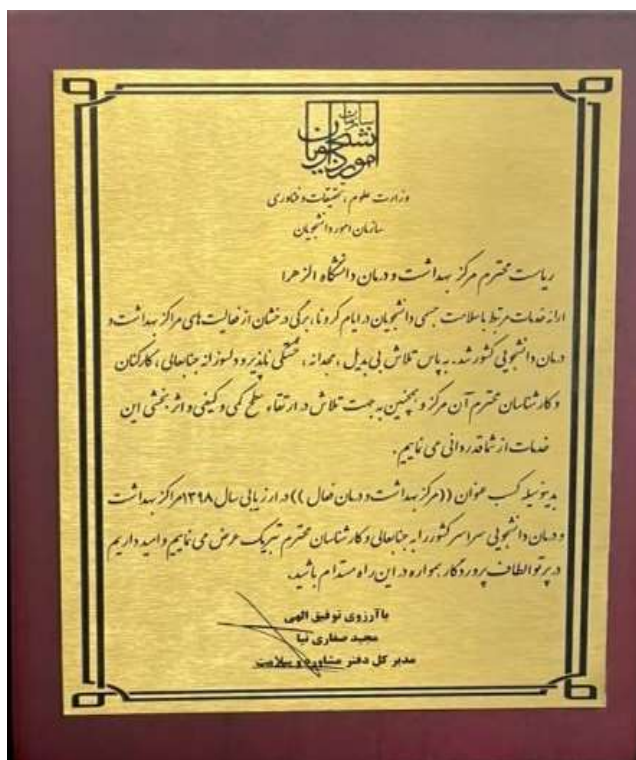 سازمان
امور دانشجویان
وزارت علوم، تحقیقات و فناوری
سازمان امور دانشجویان
ریاست محترم مرکز بهداشت و درمان دانشگاه الزهرا
ارائه خدمات مرتبط با سلامت جسمی دانشجویان در ایام کرونا، برگی درخشان از فعالیت های مراکز بهداشت و
درمان دانشجویی کشور شد. به پاس تلاش بی بدیل، مجدانه، خستگی ناپذیر و دلسوزانه جنابعالی، کارکنان
و کارشناسان محترم آن مرکز و همچنین به جهت تلاش در ارتقاء سطح کمی و کیفی و اثر بخشی این
خدمات از شما قدردانی می نماییم.
بدینوسیله کسب عنوان ((مرکز بهداشت و درمان فعال)) در ارزیابی سال ۱۳۹۸ مراکز بهداشت
و درمان دانشجویی سراسر کشور را به جنابعالی و کارشناسان محترم تبریک عرض می نماییم و امید داریم
در پرتو الطاف پروردگار همواره در این راه مستدام باشید.
با آرزوی توفیق الهی
مجید صفاری نیا
مدیر کل دفتر مشاوره و سلامت